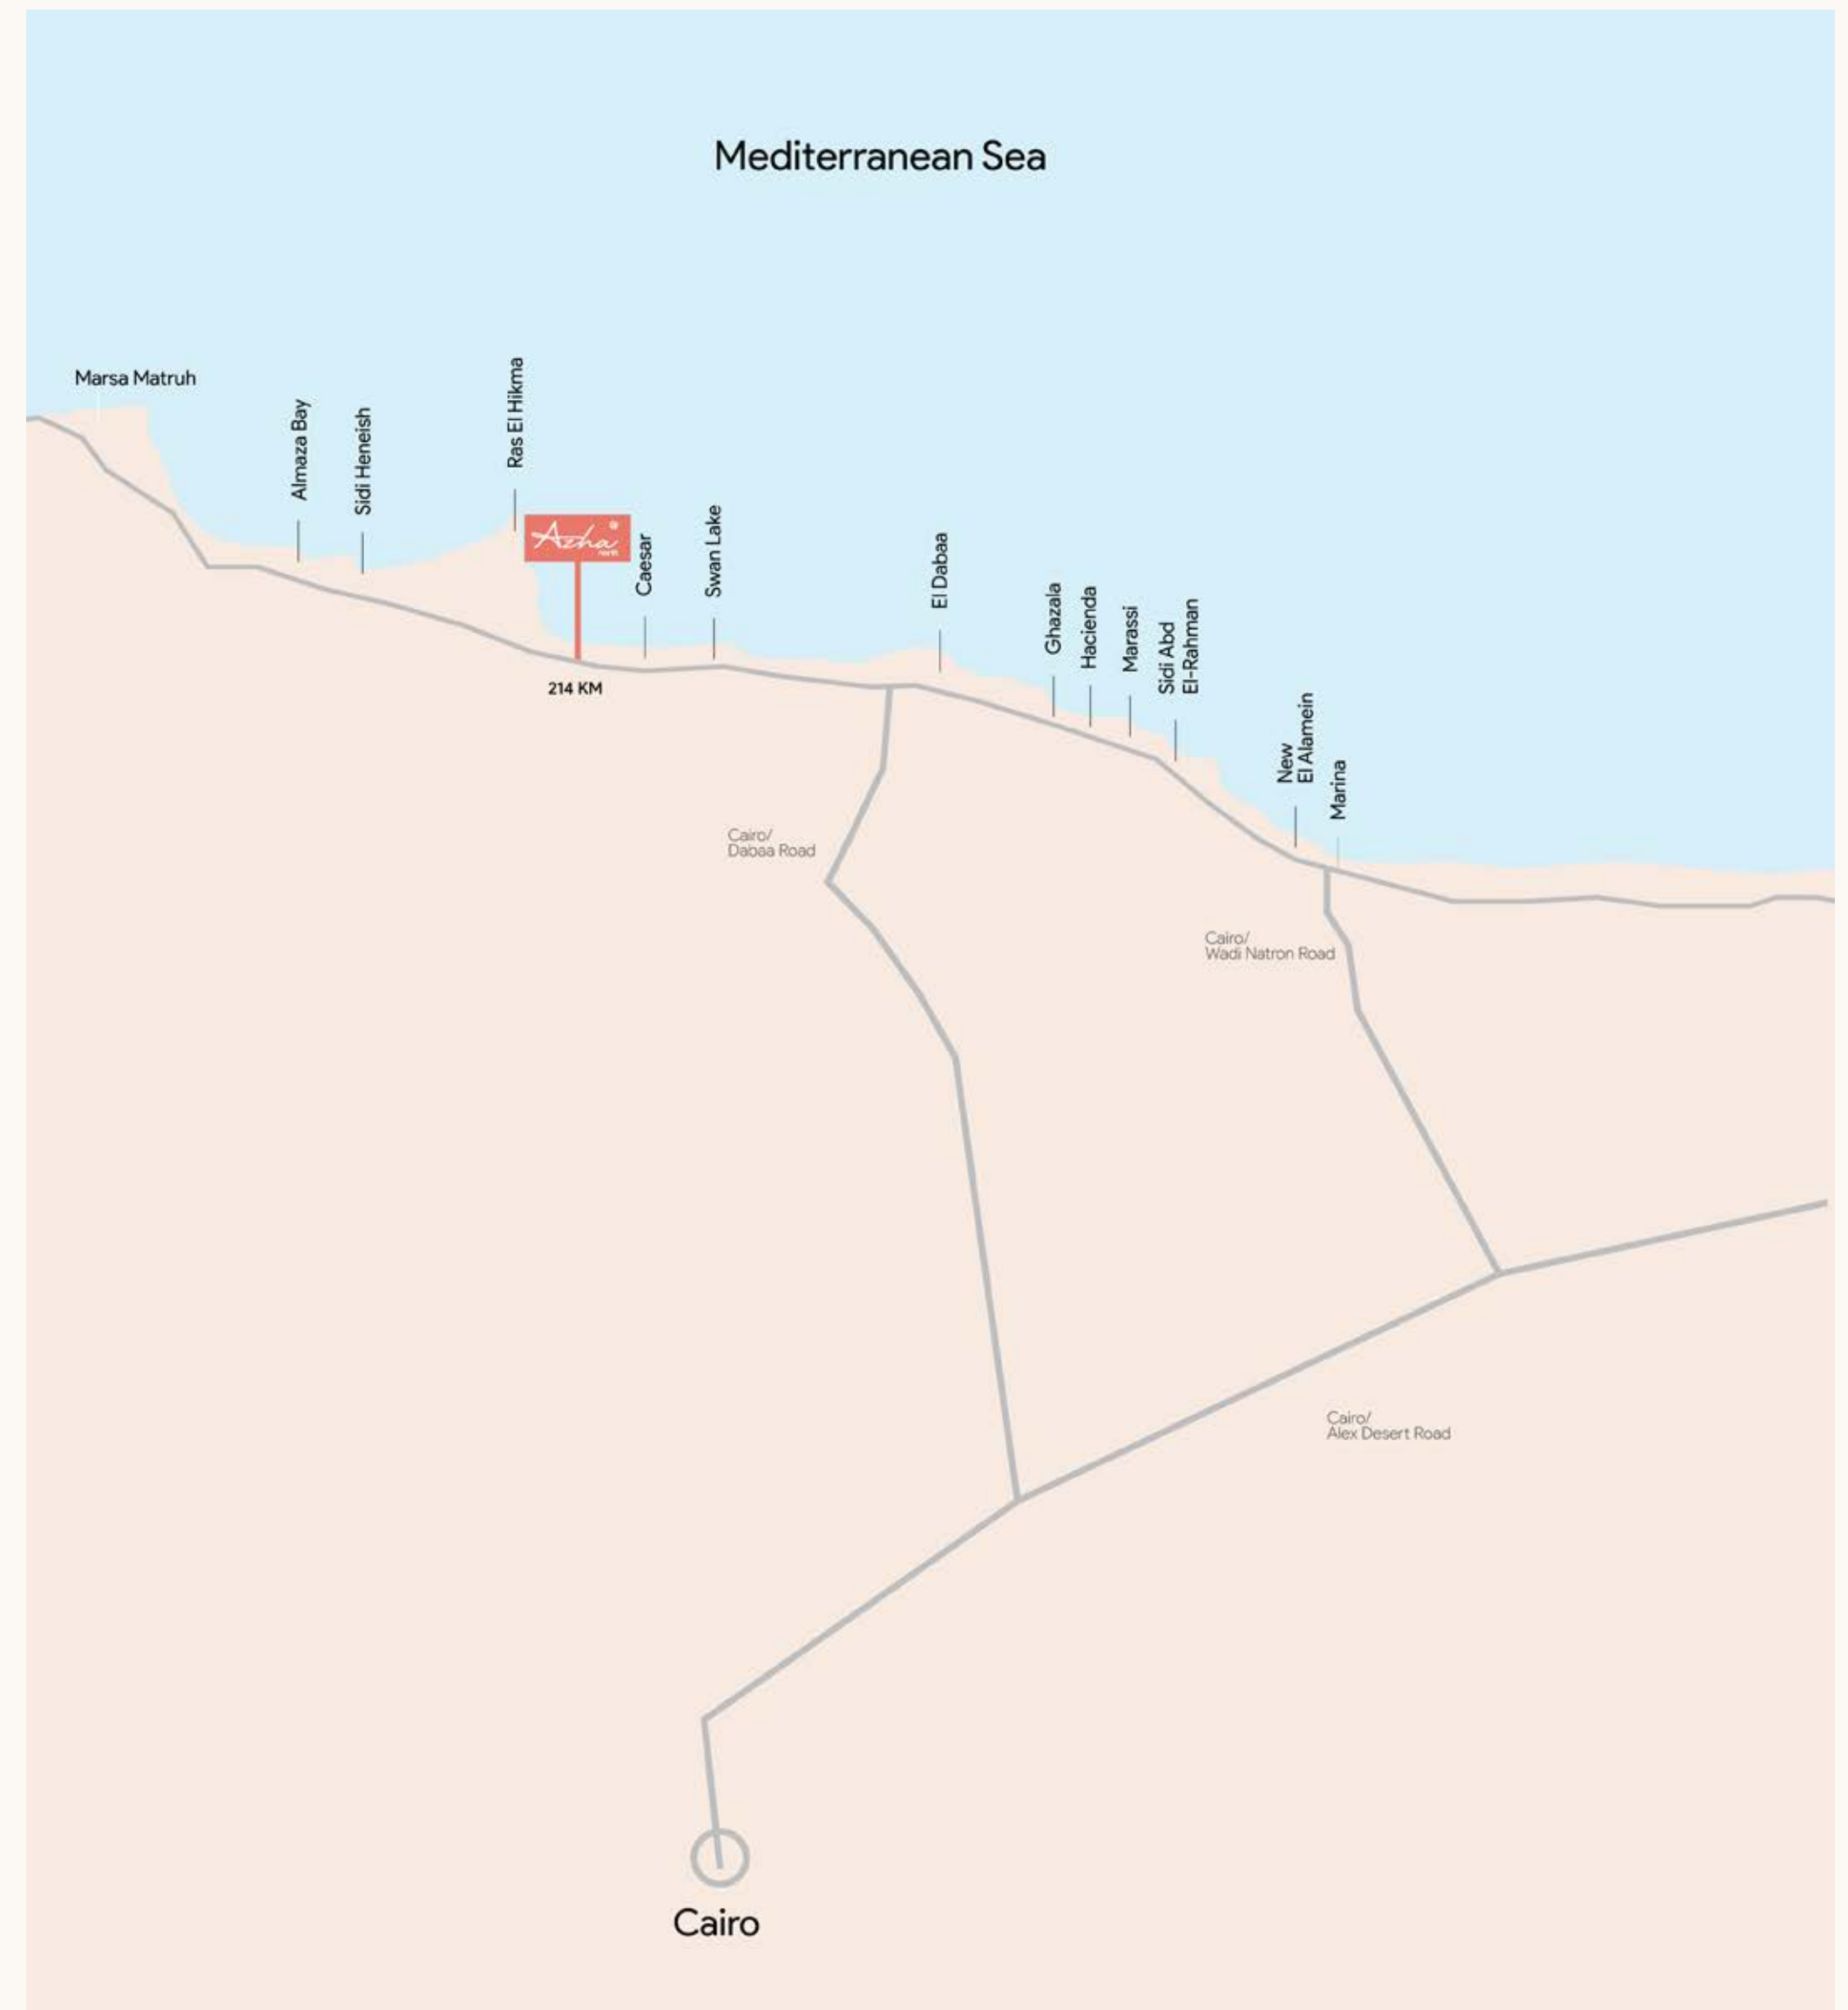 Mediterranean Sea
Marsa Matruh
Almaza Bay
Sidi Heneish
Ras El Hikma
Azha
north
214 KM
Caesar
Swan Lake
El Dabaa
Ghazala
Hacienda
Marassi
Sidi Abd
El-Rahman
New
El Alamein
Marina
Cairo/
Dabaa Road
Cairo/
Wadi Natron Road
Cairo/
Alex Desert Road
Cairo